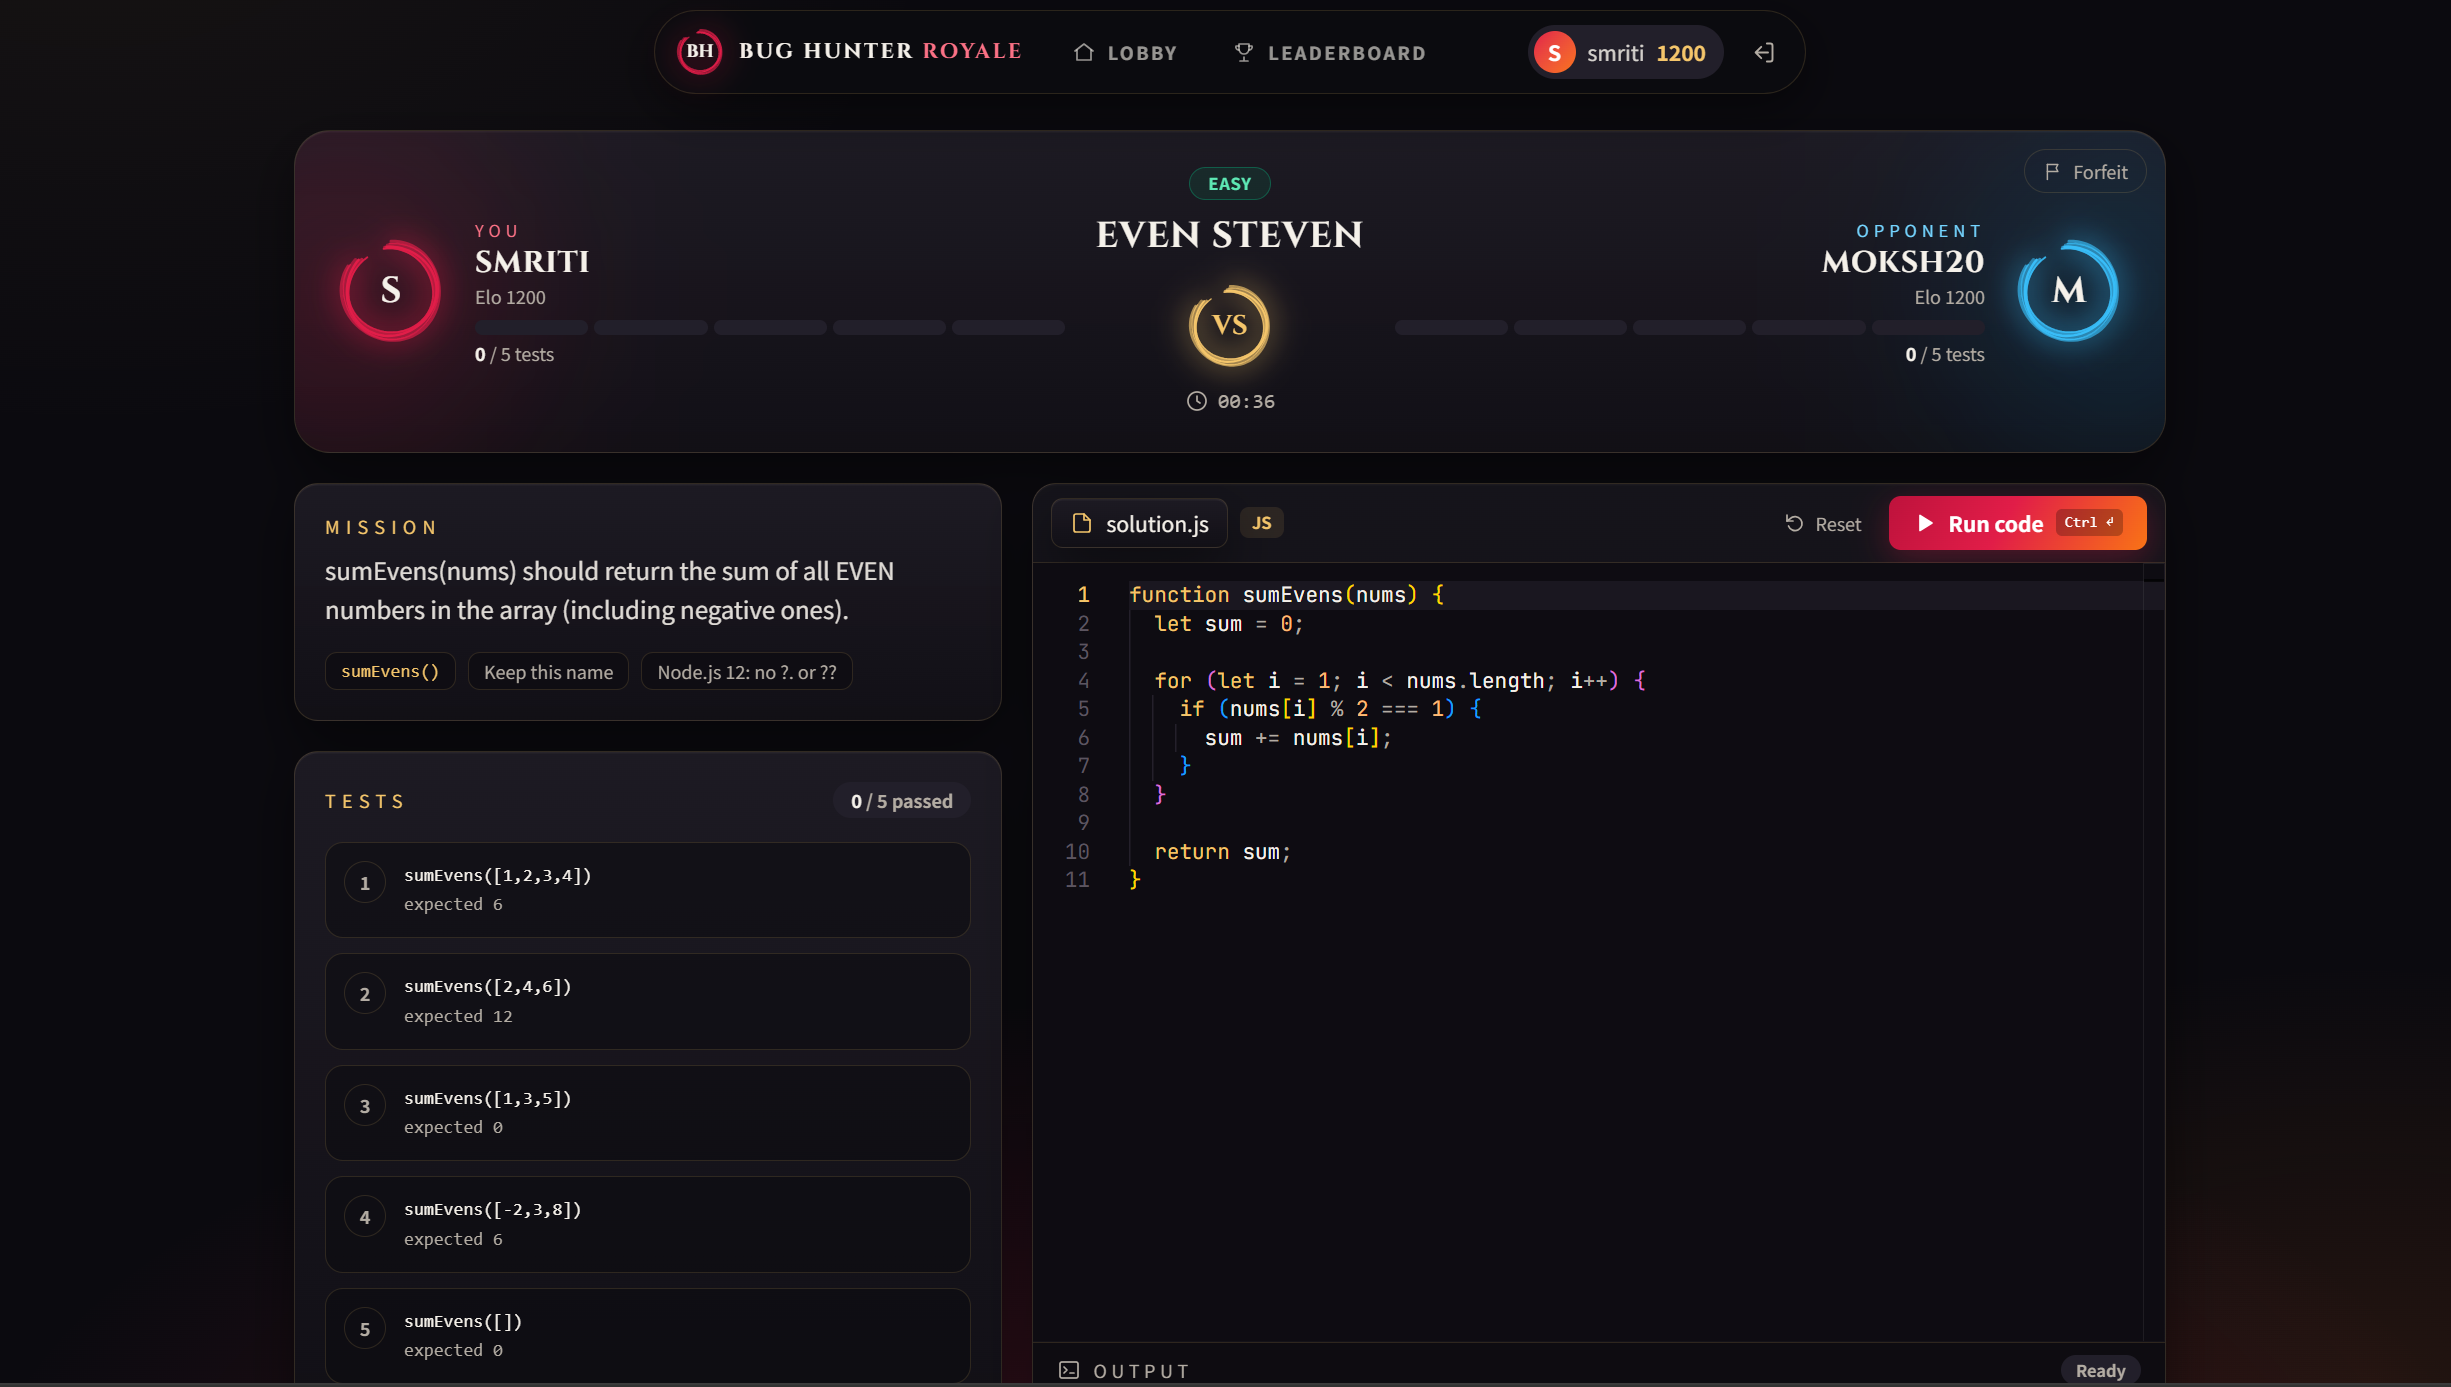 BH BUG HUNTER ROYALE LOBBY LEADERBOARD S smriti 1200
Forfeit
EASY
EVEN STEVEN
S
YOU
SMRITI
Elo 1200
0 / 5 tests
VS
00:36
OPPONENT
MOKSH20
Elo 1200
0 / 5 tests
M
MISSION
sumEvens(nums) should return the sum of all EVEN
numbers in the array (including negative ones).
sumEvens() Keep this name Node.js 12: no ?. or ??
TESTS 0 / 5 passed
1 sumEvens([1,2,3,4])
expected 6
2 sumEvens([2,4,6])
expected 12
3 sumEvens([1,3,5])
expected 0
4 sumEvens([-2,3,8])
expected 6
5 sumEvens([])
expected 0
solution.js JS Reset Run code Ctrl ⏎
1 function sumEvens(nums) {
2   let sum = 0;
3
4   for (let i = 1; i < nums.length; i++) {
5     if (nums[i] % 2 === 1) {
6       sum += nums[i];
7     }
8   }
9
10   return sum;
11 }
OUTPUT Ready